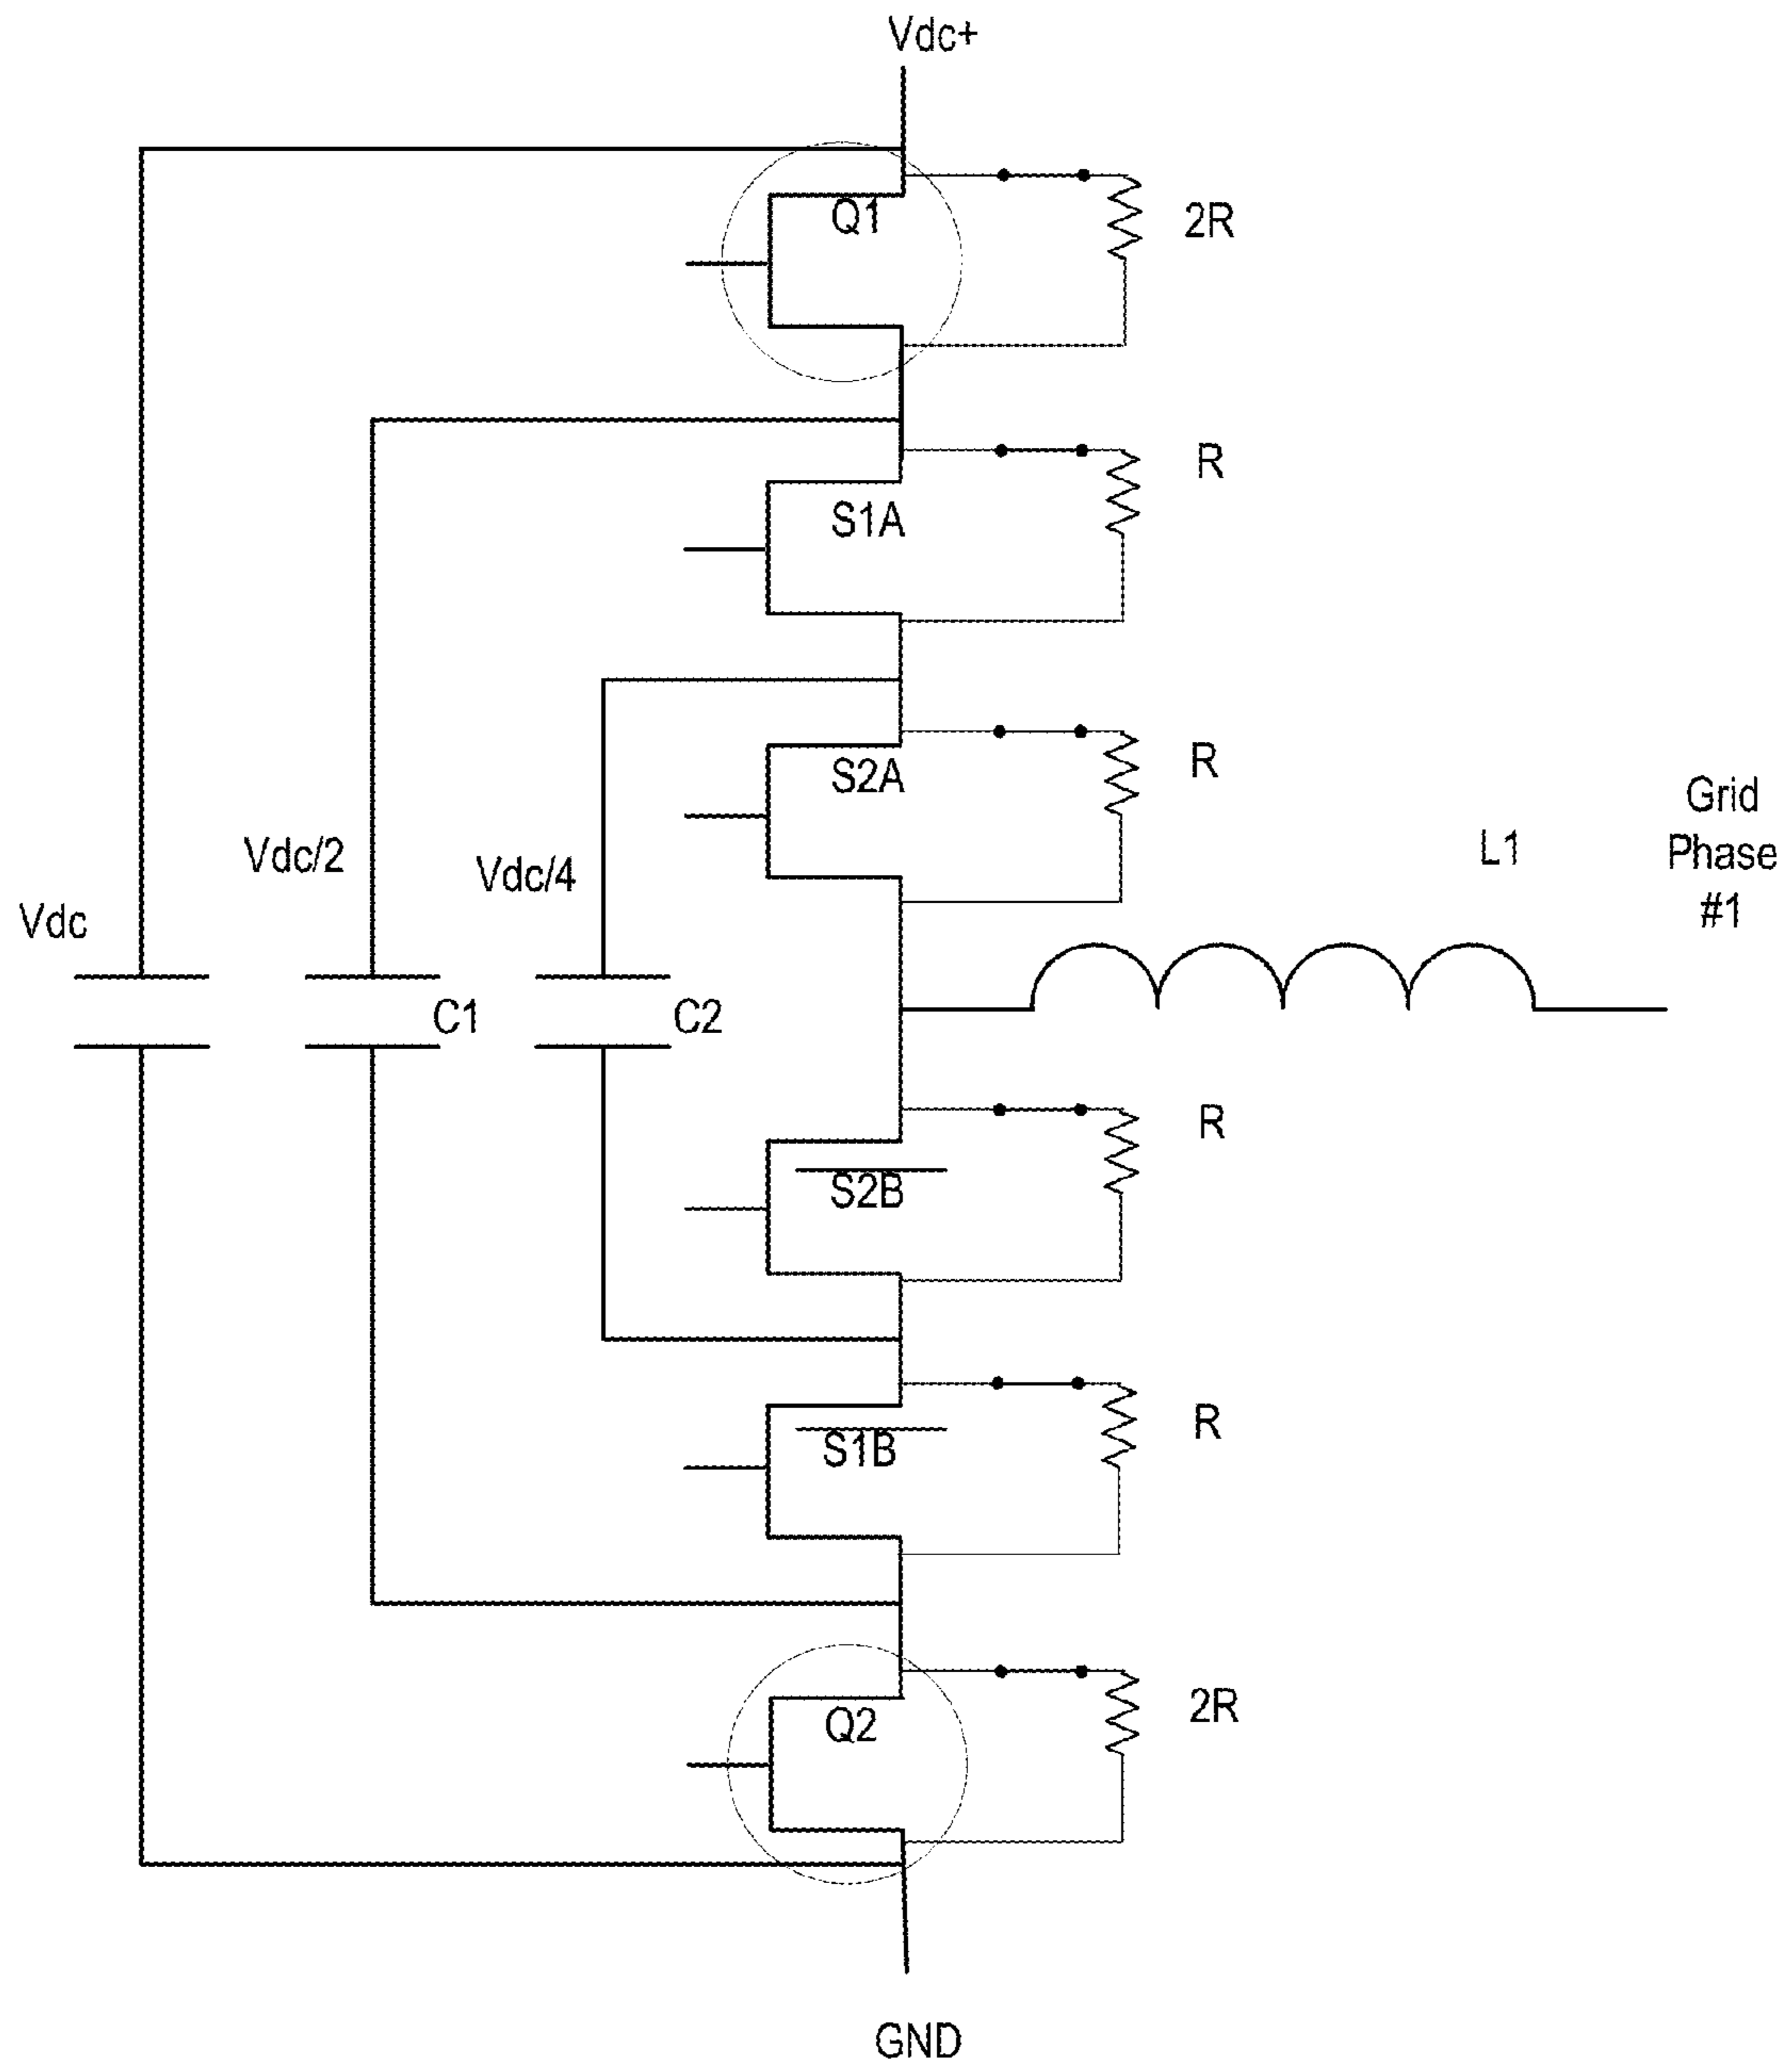 Vdc+
Q1
2R
R
S1A
S2A
R
Grid
Phase
#1
L1
Vdc/2
Vdc/4
Vdc
C1
C2
R
S2B
R
S1B
2R
Q2
GND